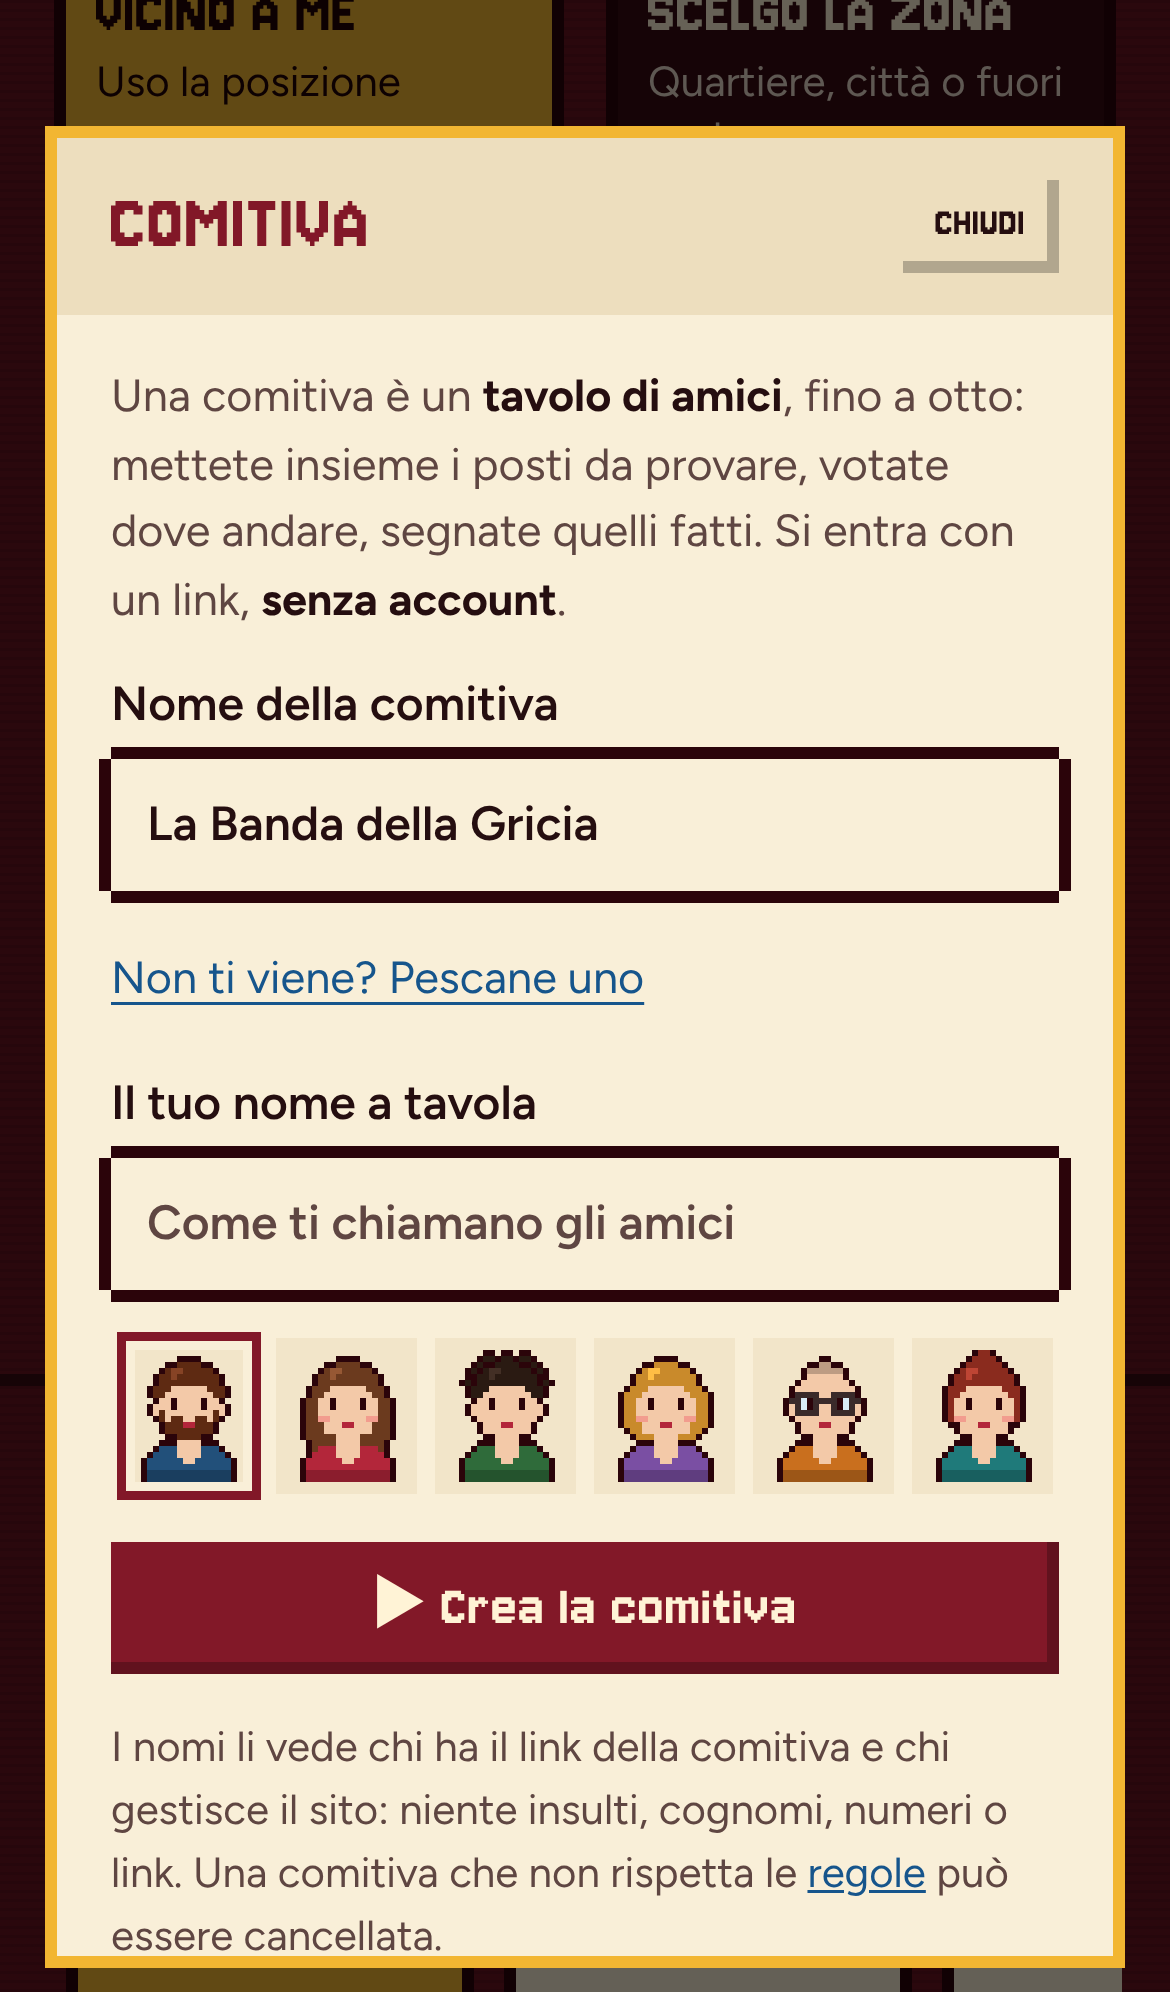 VICINO A ME
SCELGO LA ZONA
Uso la posizione
Quartiere, città o fuori
COMITIVA
CHIUDI
Una comitiva è un tavolo di amici, fino a otto:
mettete insieme i posti da provare, votate
dove andare, segnate quelli fatti. Si entra con
un link, senza account.
Nome della comitiva
La Banda della Gricia
Non ti viene? Pescane uno
Il tuo nome a tavola
Come ti chiamano gli amici
Crea la comitiva
I nomi li vede chi ha il link della comitiva e chi
gestisce il sito: niente insulti, cognomi, numeri o
link. Una comitiva che non rispetta le regole può
essere cancellata.